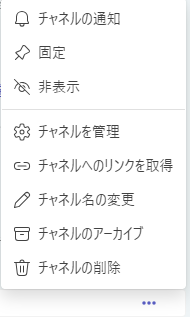 チャネルの通知
固定
非表示
チャネルを管理
チャネルへのリンクを取得
チャネル名の変更
チャネルのアーカイブ
チャネルの削除